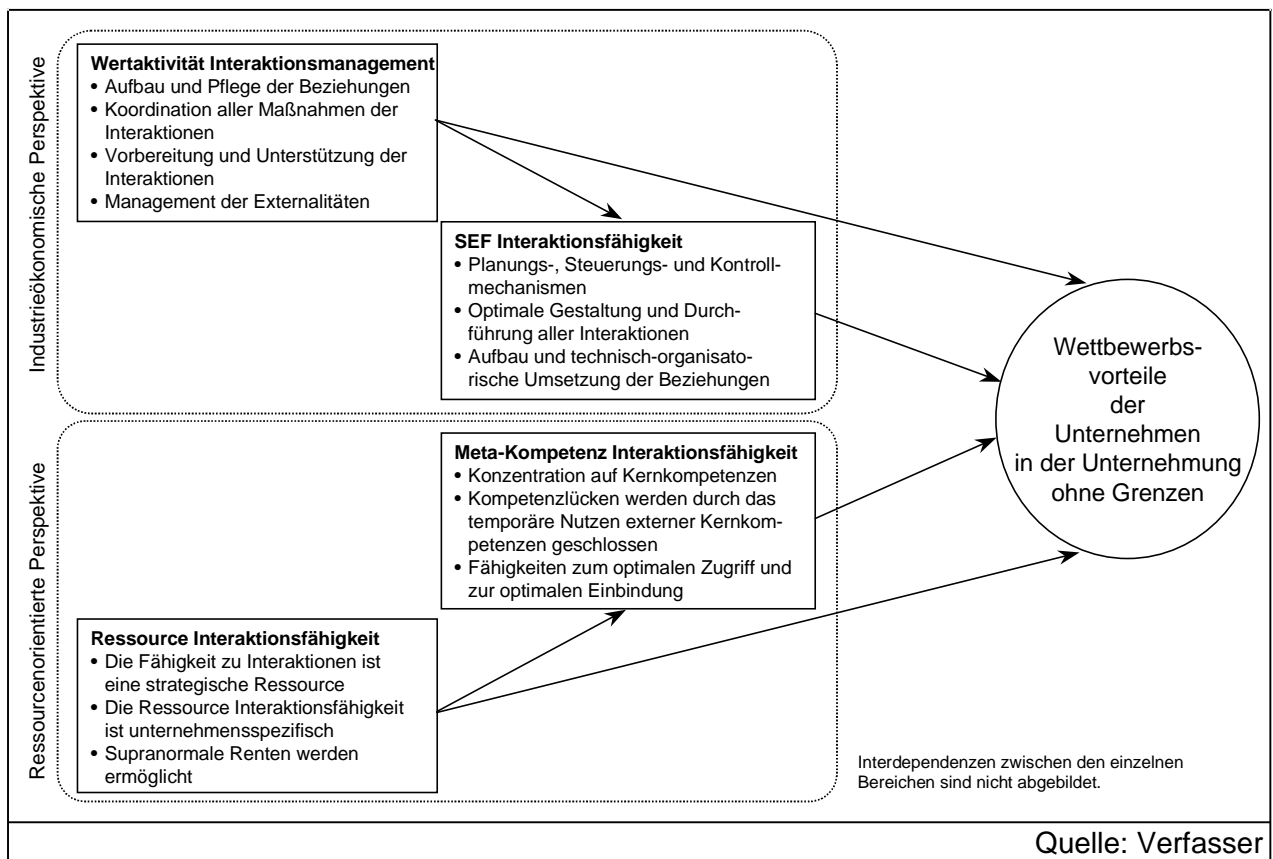 Industrieökonomische Perspektive
Wertaktivität Interaktionsmanagement
• Aufbau und Pflege der Beziehungen
• Koordination aller Maßnahmen der
Interaktionen
• Vorbereitung und Unterstützung der
Interaktionen
• Management der Externalitäten
SEF Interaktionsfähigkeit
• Planungs-, Steuerungs- und Kontroll-
mechanismen
• Optimale Gestaltung und Durch-
führung aller Interaktionen
• Aufbau und technisch-organisato-
rische Umsetzung der Beziehungen
Ressourcenorientierte Perspektive
Meta-Kompetenz Interaktionsfähigkeit
• Konzentration auf Kernkompetenzen
• Kompetenzlücken werden durch das
temporäre Nutzen externer Kernkom-
petenzen geschlossen
• Fähigkeiten zum optimalen Zugriff und
zur optimalen Einbindung
Ressource Interaktionsfähigkeit
• Die Fähigkeit zu Interaktionen ist
eine strategische Ressource
• Die Ressource Interaktionsfähigkeit
ist unternehmensspezifisch
• Supranormale Renten werden
ermöglicht
Wettbewerbs-
vorteile
der
Unternehmen
in der Unternehmung
ohne Grenzen
Interdependenzen zwischen den einzelnen
Bereichen sind nicht abgebildet.
Quelle: Verfasser